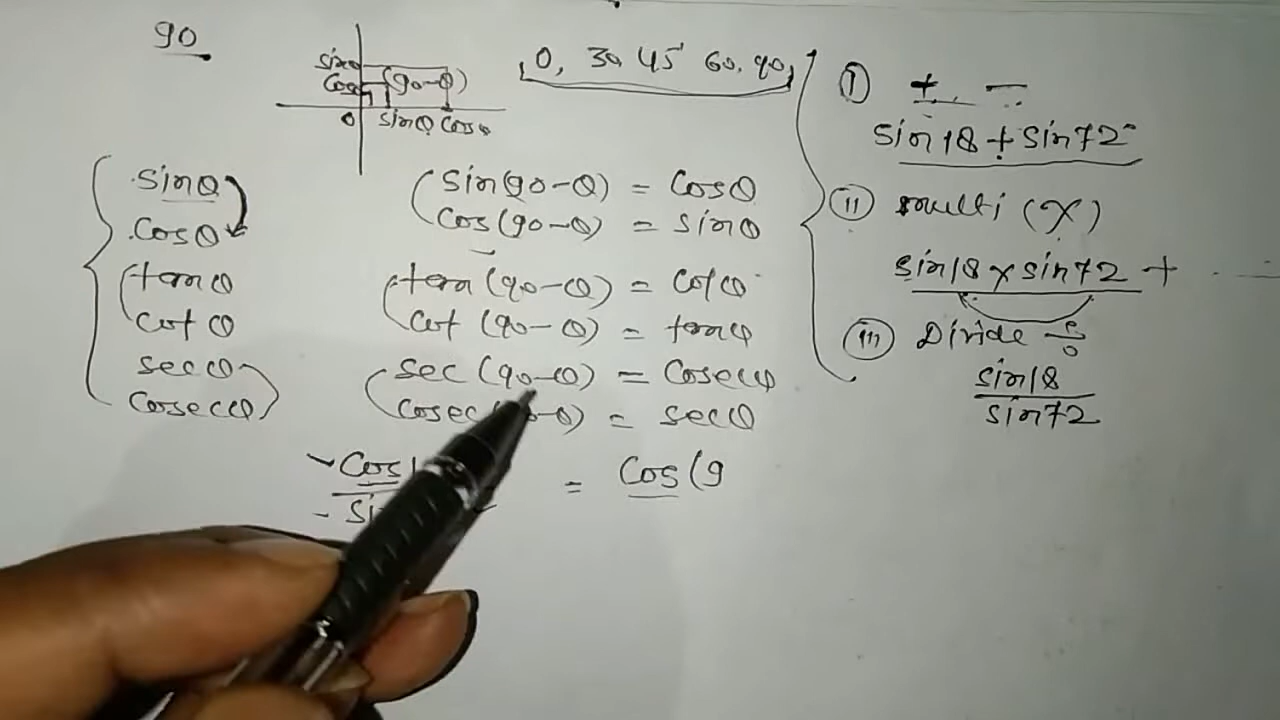 90
sinθ
cosθ (90-θ)
0 sinθ cosθ
0, 30, 45 60, 90,
sinθ
cosθ
tanθ
cot θ
secθ
cosecθ
sin(90-θ) = cosθ
cos(90-θ) = sinθ
tan(90-θ) = cotθ
cot (90-θ) = tanθ
sec (90-θ) = cosecθ
cosec θ) = secθ
cos
= cos(9
I + -
sin18 + sin72
II multi (×)
sin18 × sin72 +
III Divide ÷
sin18
sin72